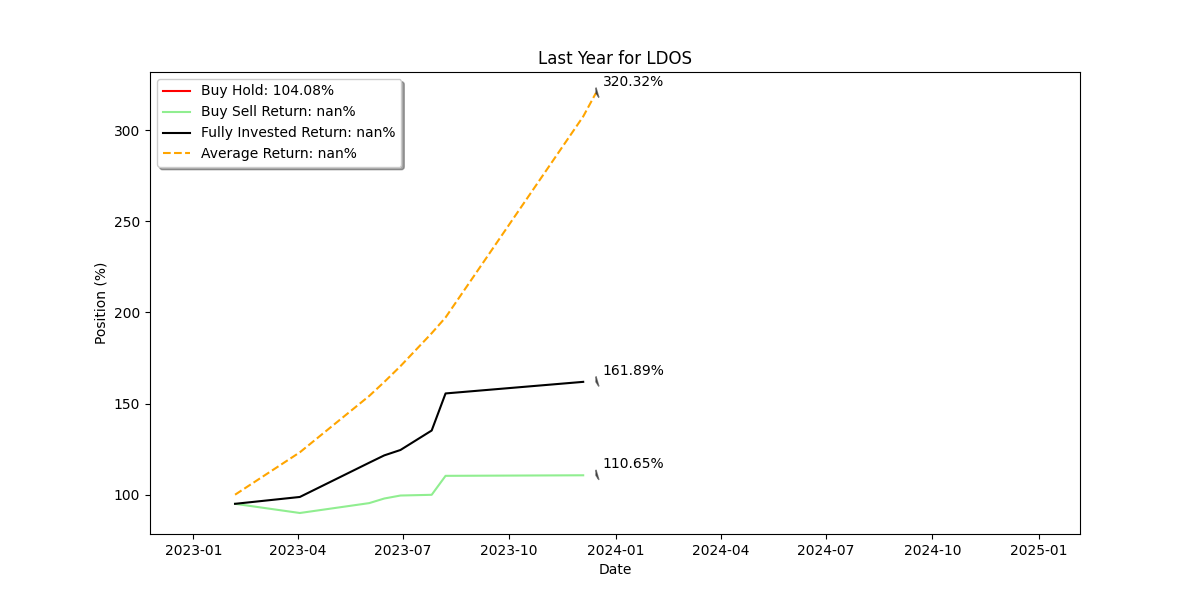 Last Year for LDOS
320.32%
Buy Hold: 104.08%
Buy Sell Return: nan%
Fully Invested Return: nan%
Average Return: nan%
300
250
Position (%)
200
161.89%
150
110.65%
100
2023-01 2023-04 2023-07 2023-10 2024-01 2024-04 2024-07 2024-10 2025-01
Date